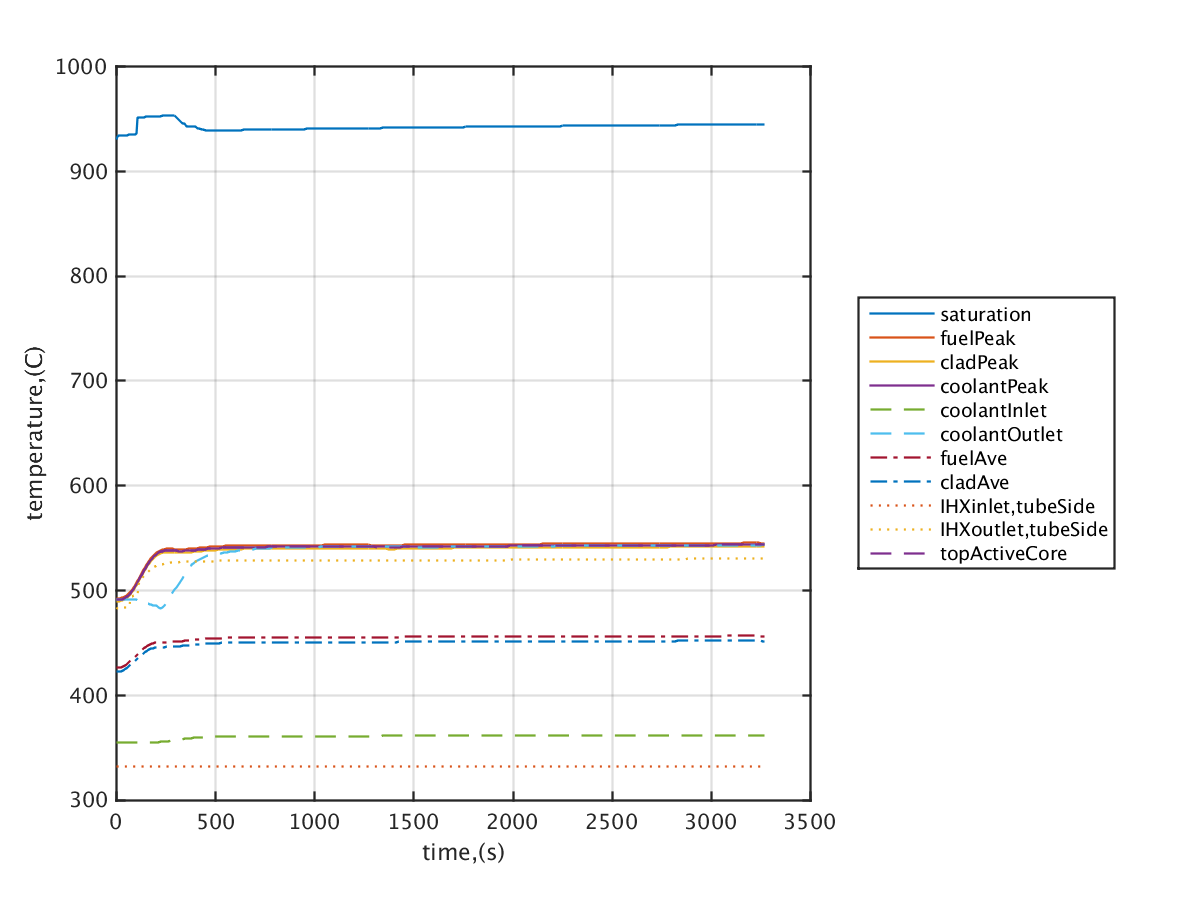 1000
900
800
700
600
500
400
300
temperature,(C)
0 500 1000 1500 2000 2500 3000 3500
time,(s)
saturation
fuelPeak
cladPeak
coolantPeak
coolantInlet
coolantOutlet
fuelAve
cladAve
IHXinlet,tubeSide
IHXoutlet,tubeSide
topActiveCore